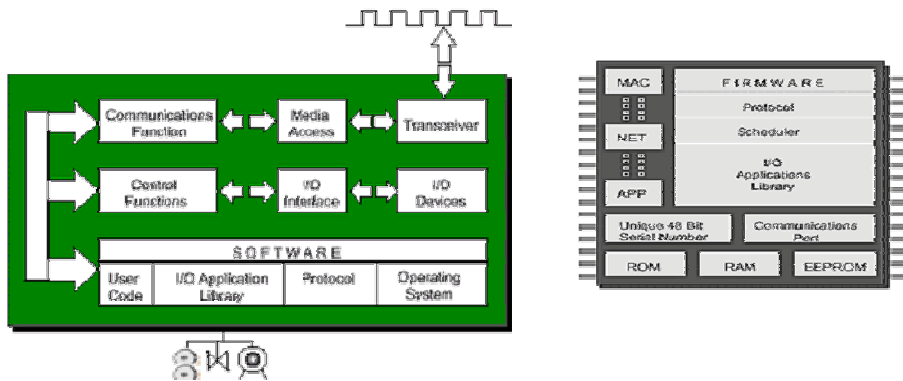 Communications
Function
Media
Access
Transceiver
Control
Functions
I/O
Interface
I/O
Devices
SOFTWARE
User
Code
I/O Application
Library
Protocol
Operating
System
MAC
NET
APP
FIRMWARE
Protocol
Scheduler
I/O
Applications
Library
Unique 48 Bit
Serial Number
Communications
Port
ROM
RAM
EEPROM